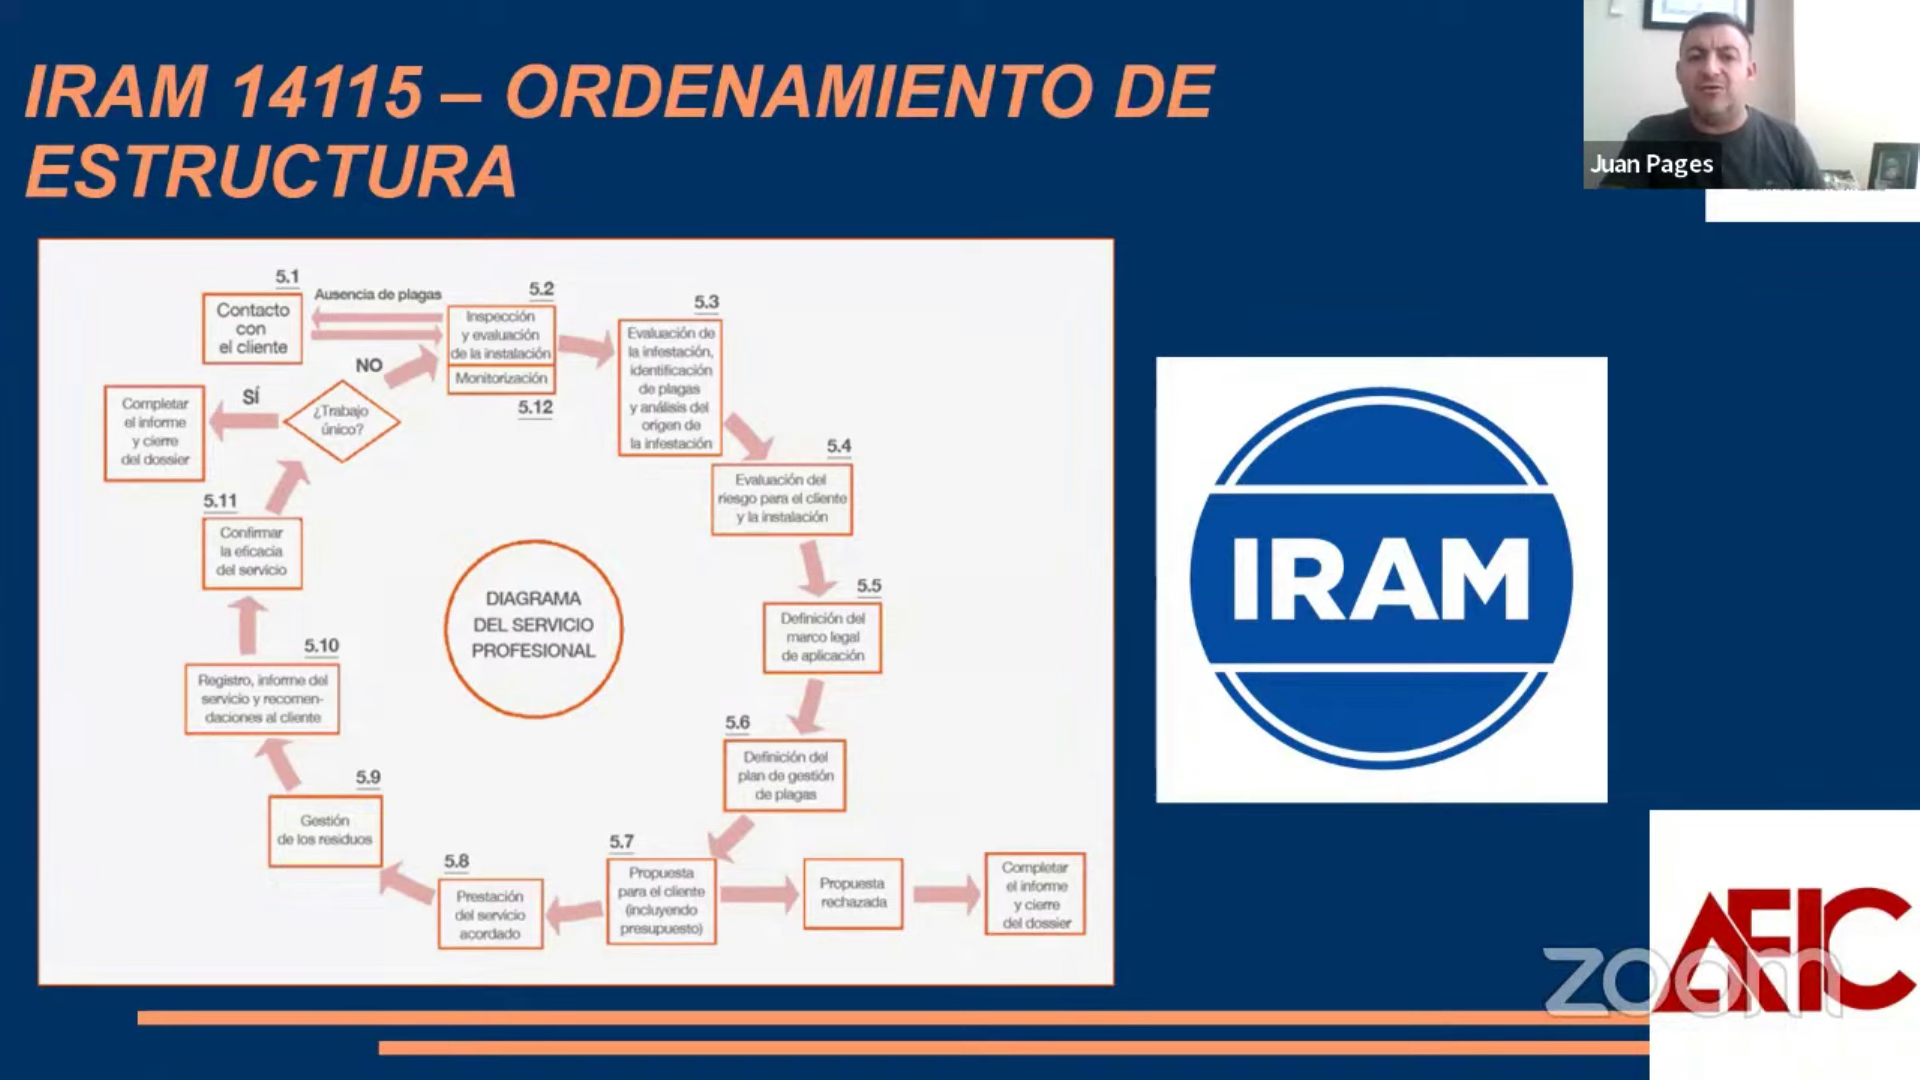 IRAM 14115 – ORDENAMIENTO DE
ESTRUCTURA
Juan Pages
5.1
Contacto
con
el cliente
Ausencia de plagas
5.2
Inspección
y evaluación
de la instalación
Monitorización
5.12
5.3
Evaluación de
la infestación,
identificación
de plagas
y análisis del
origen de
la infestación
5.4
Evaluación del
riesgo para el cliente
y la instalación
5.5
Definición del
marco legal
de aplicación
5.6
Definición del
plan de gestión
de plagas
5.7
Propuesta
para el cliente
(incluyendo
presupuesto)
Propuesta
rechazada
Completar
el informe
y cierre
del dossier
5.8
Prestación
del servicio
acordado
5.9
Gestión
de los residuos
5.10
Registro, informe del
servicio y recomen-
daciones al cliente
5.11
Confirmar
la eficacia
del servicio
¿Trabajo
único?
NO
SÍ
Completar
el informe
y cierre
del dossier
DIAGRAMA
DEL SERVICIO
PROFESIONAL
IRAM
zoom